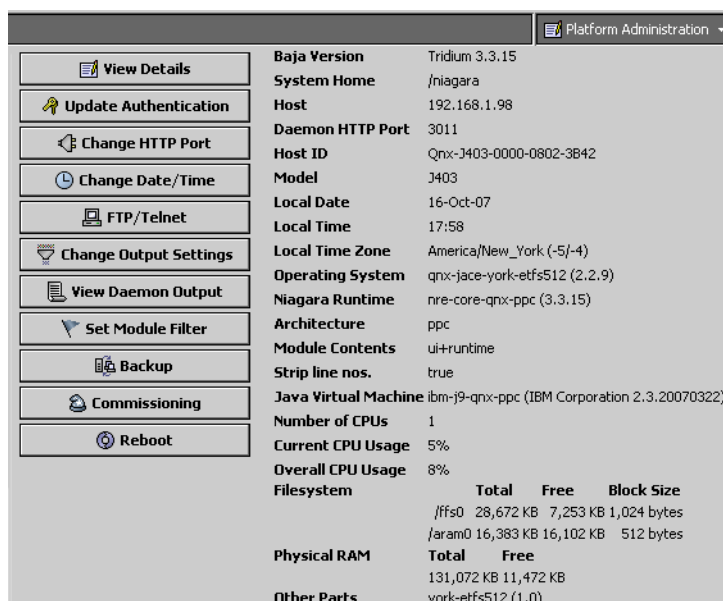 Platform Administration
View Details
Update Authentication
Change HTTP Port
Change Date/Time
FTP/Telnet
Change Output Settings
View Daemon Output
Set Module Filter
Backup
Commissioning
Reboot
Baja Version Tridium 3.3.15
System Home /niagara
Host 192.168.1.98
Daemon HTTP Port 3011
Host ID Qnx-J403-0000-0802-3B42
Model J403
Local Date 16-Oct-07
Local Time 17:58
Local Time Zone America/New_York (-5/-4)
Operating System qnx-jace-york-etfs512 (2.2.9)
Niagara Runtime nre-core-qnx-ppc (3.3.15)
Architecture ppc
Module Contents ui+runtime
Strip line nos. true
Java Virtual Machine ibm-j9-qnx-ppc (IBM Corporation 2.3.20070322)
Number of CPUs 1
Current CPU Usage 5%
Overall CPU Usage 8%
Filesystem Total Free Block Size
/ffs0 28,672 KB 7,253 KB 1,024 bytes
/aram0 16,383 KB 16,102 KB 512 bytes
Physical RAM Total Free
131,072 KB 11,472 KB
Other Parts york-etfs512 (1.0)